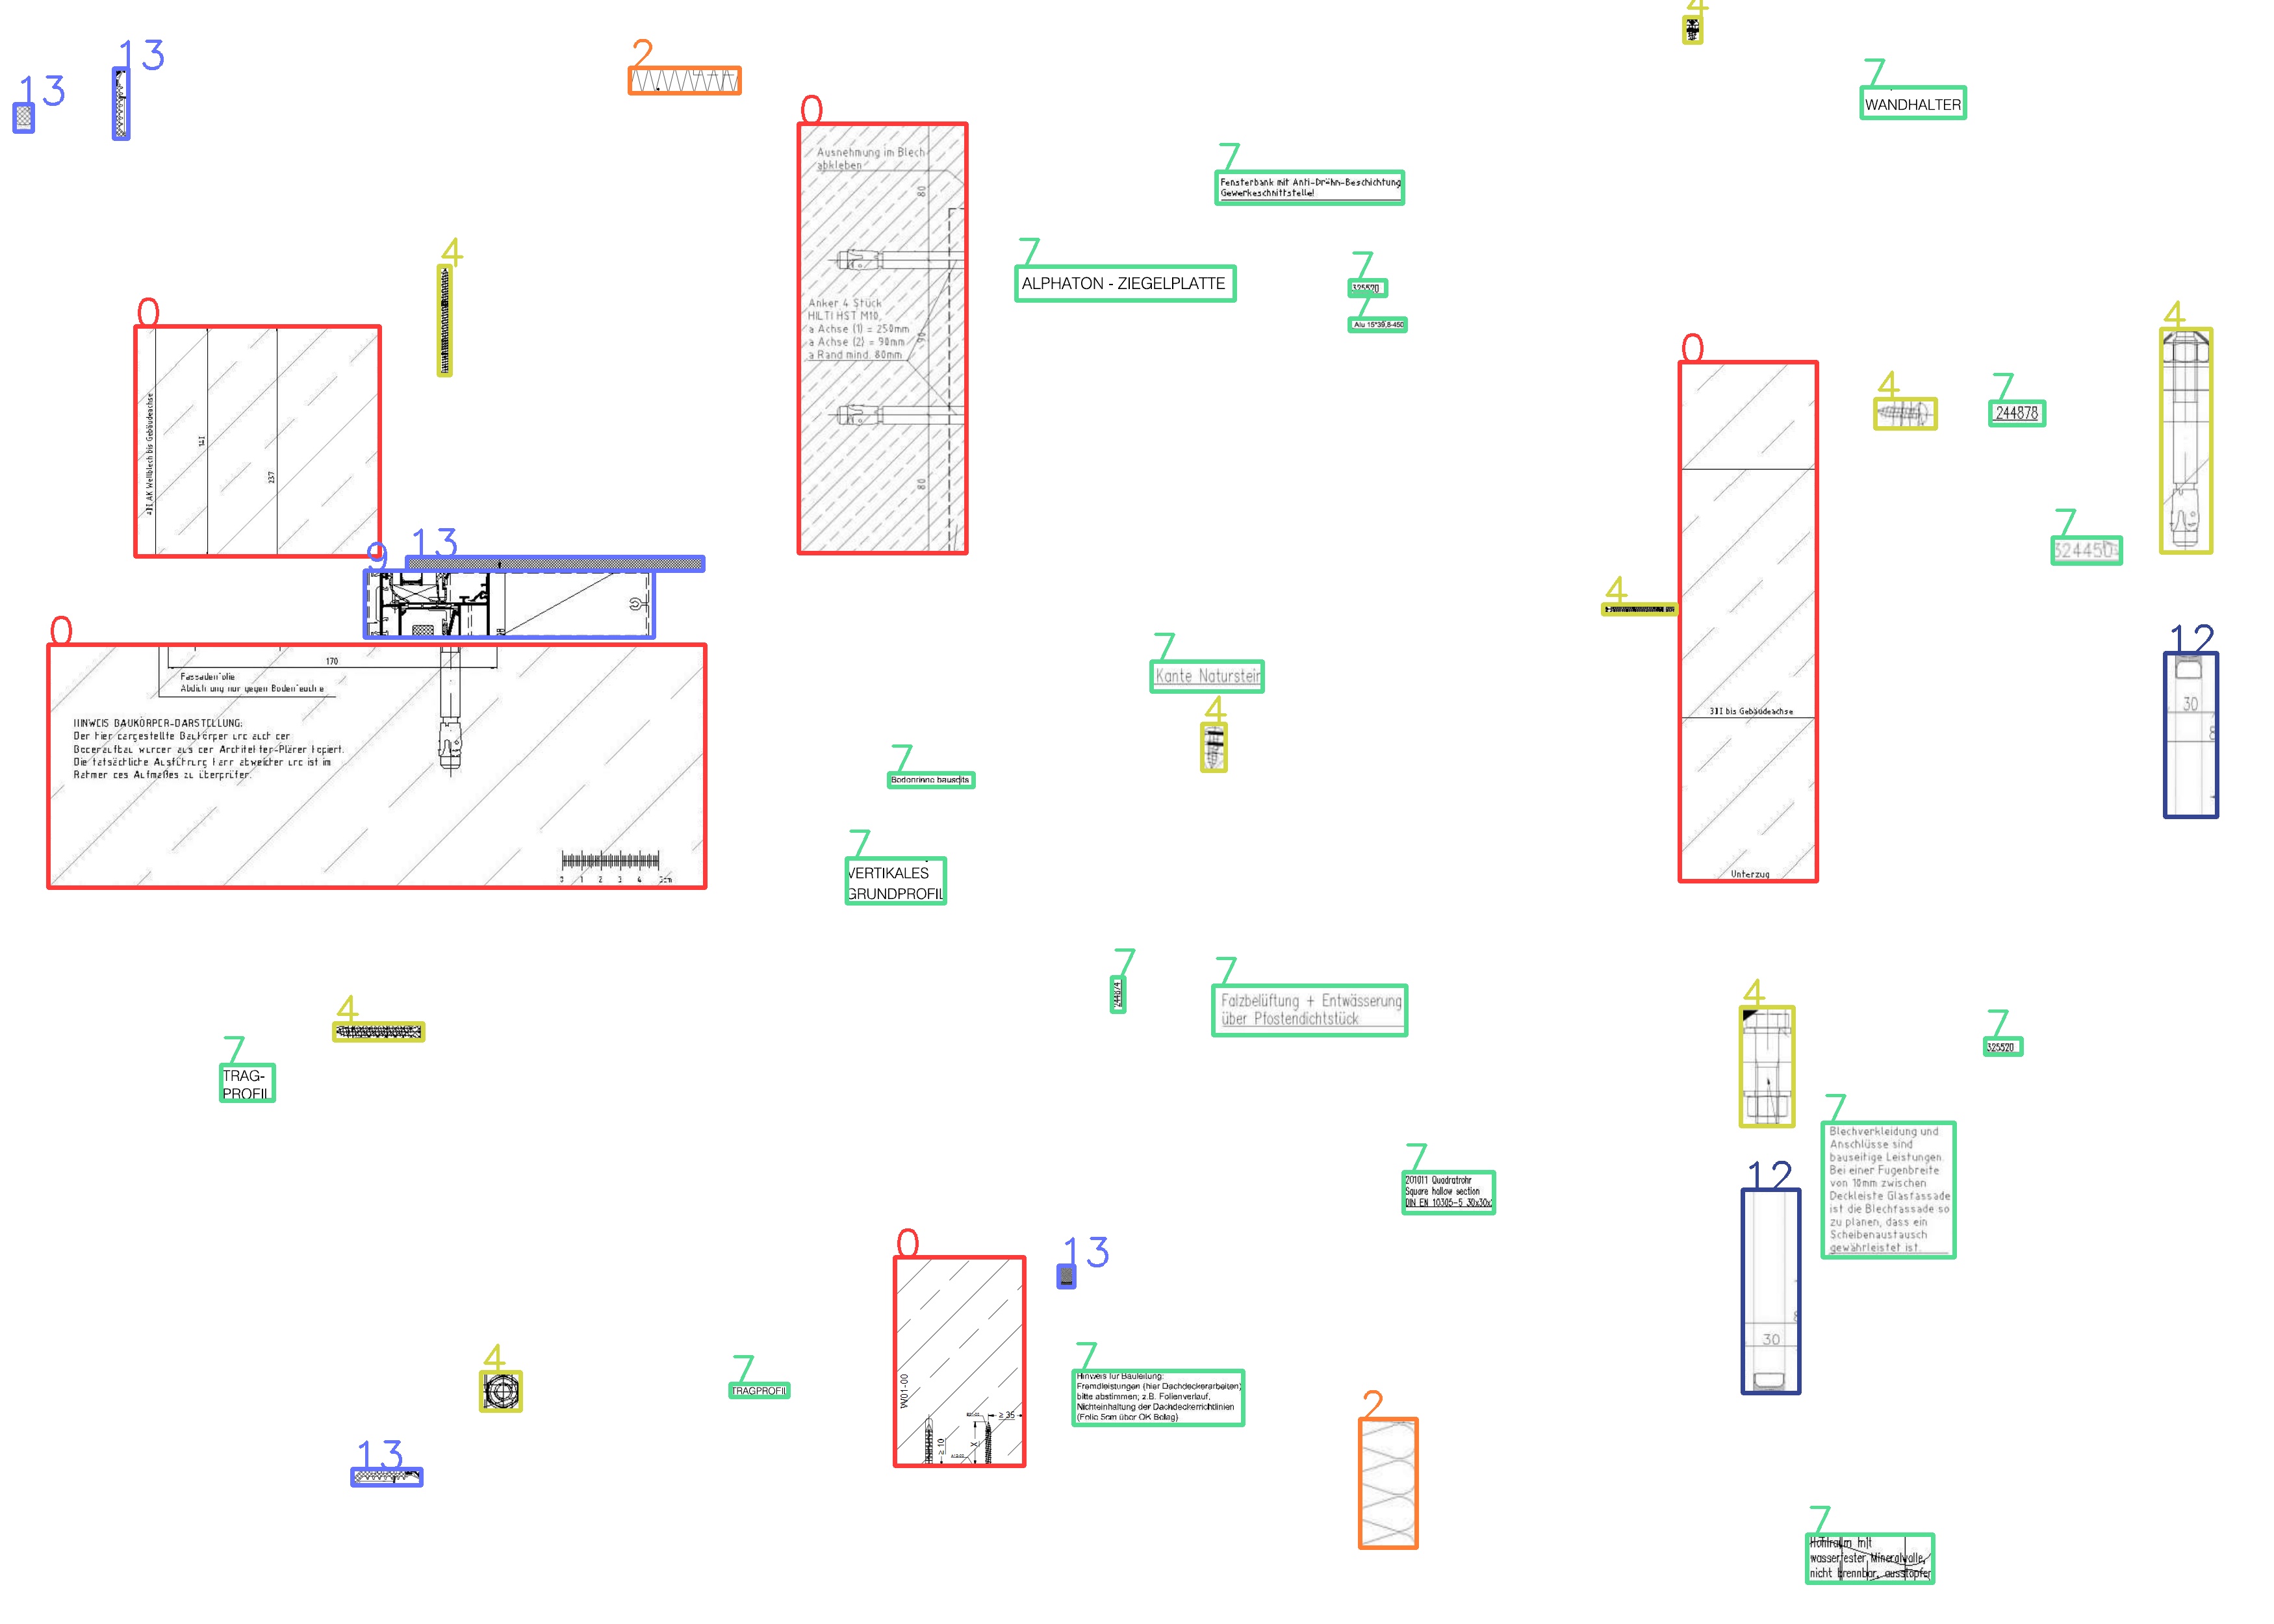 4
13
13
2
7
WANDHALTER
0
Ausnehmung im Blech
abkleben
80
7
Fensterbank mit Anti-Dröhn-Beschichtung
Gewerkeschnittstelle!
4
7
ALPHATON - ZIEGELPLATTE
7
325520
7
Alu 15*39,8-450
Anker 4 Stück
HILTI HST M10,
a Achse (1) = 250mm
a Achse (2) = 90mm
a Rand mind. 80mm
90
80
0
AK Wellblech bis Gebäudeachse
141
237
0
4
7
244878
4
7
324450
4
9
13
0
170
Fassadenfolie
HINWEIS BAUKÖRPER-DARSTELLUNG:
Der hier dargestellte Baukörper und auch der
Bodenaufbau wurden aus den Architekten-Plänen kopiert.
Die tatsächliche Ausführung kann abweichen und ist im
Rahmen des Aufmaßes zu überprüfen.
0 1 2 3 4 5cm
7
Kante Naturstein
4
12
30
bis Gebäudeachse
Unterzug
7
Bodenrinne bauseits
7
VERTIKALES
GRUNDPROFIL
7
244874
7
Falzbelüftung + Entwässerung
über Pfostendichtstück
4
4
7
TRAG-
PROFIL
7
325520
7
Blechverkleidung und
Anschlüsse sind
bauseitige Leistungen.
Bei einer Fugenbreite
von 10mm zwischen
Deckleiste Glasfassade
ist die Blechfassade so
zu planen, dass ein
Scheibenaustausch
gewährleistet ist.
7
201011 Quadratrohr
Square hollow section
DIN EN 10305-5 30x30x
12
30
0
W01-00
≥ 10
X
≥ 35
13
7
Hinweis für Bauleitung:
Fremdleistungen (hier Dachdeckerarbeiten)
bitte abstimmen; z.B. Folienverlauf,
Nichteinhaltung der Dachdeckerrichtlinien
(Folie 5cm über OK Belag)
4
7
TRAGPROFIL
2
13
7
Hohlraum mit
wasserfester Mineralwolle,
nicht brennbar, ausstopfen